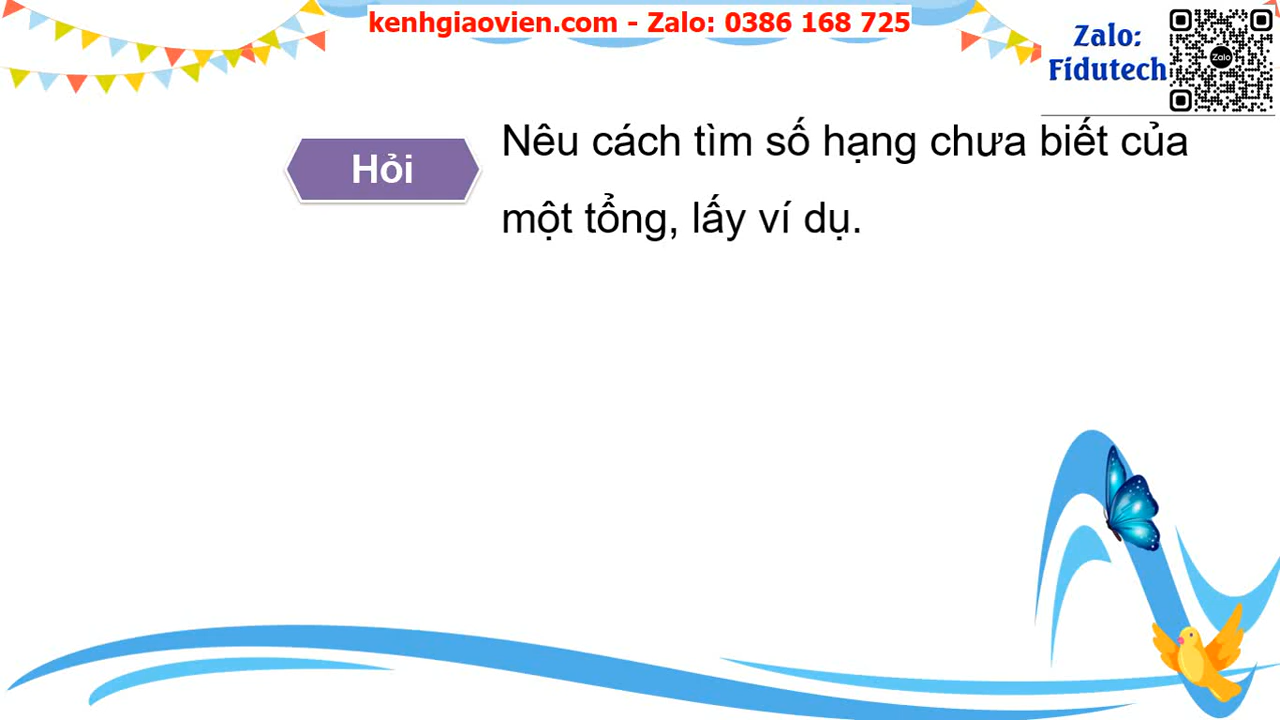 kenhgiaovien.com - Zalo: 0386 168 725
Zalo:
Fidutech
Zalo
Hỏi
Nêu cách tìm số hạng chưa biết của
một tổng, lấy ví dụ.